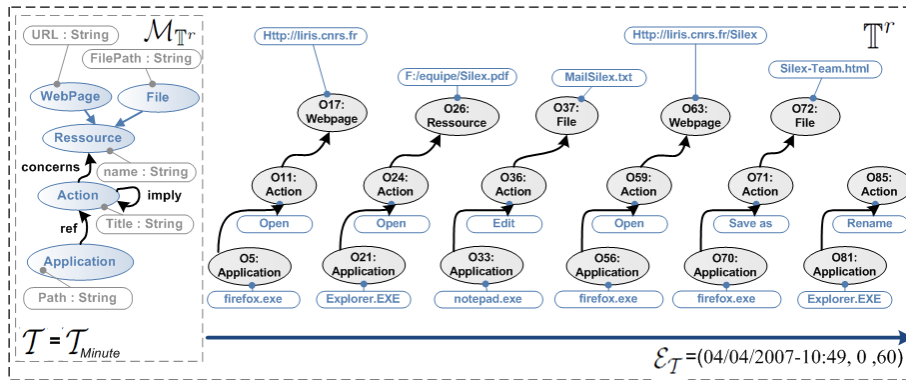 URL : String
M_𝕋r
FilePath : String
WebPage
File
Ressource
concerns
name : String
Action
imply
Title : String
ref
Application
Path : String
T = T_Minute
𝕋r
Http://liris.cnrs.fr
F:/equipe/Silex.pdf
MailSilex.txt
Http://liris.cnrs.fr/Silex
Silex-Team.html
O17: Webpage
O26: Ressource
O37: File
O63: Webpage
O72: File
O11: Action
O24: Action
O36: Action
O59: Action
O71: Action
O85: Action
Open
Open
Edit
Open
Save as
Rename
O5: Application
O21: Application
O33: Application
O56: Application
O70: Application
O81: Application
firefox.exe
Explorer.EXE
notepad.exe
firefox.exe
firefox.exe
Explorer.EXE
ℰ_T =(04/04/2007-10:49, 0 ,60)